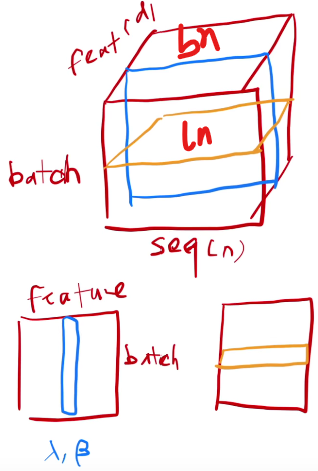 feat(d)
bn
ln
batch
seq(n)
feature
batch
λ, β